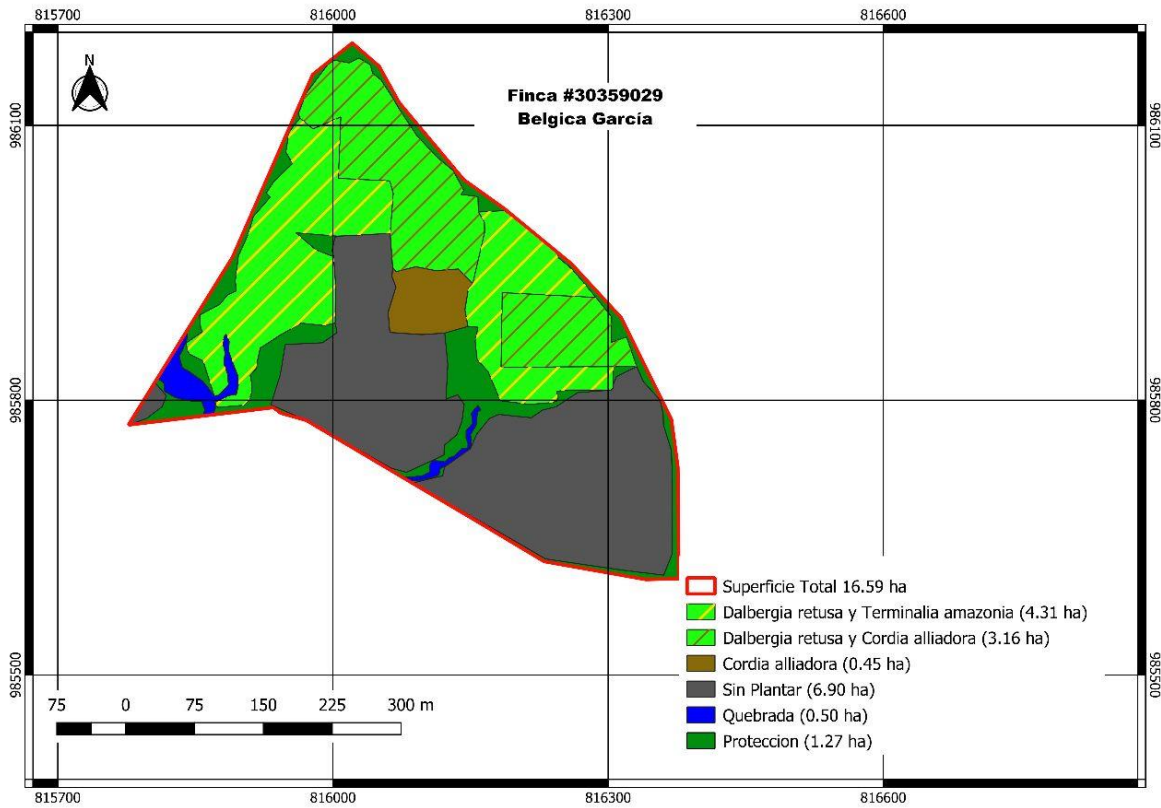 815700 816000 816300 816600
N
Finca #30359029
Belgica García
986100 986100
985800 985800
Superficie Total 16.59 ha
Dalbergia retusa y Terminalia amazonia (4.31 ha)
Dalbergia retusa y Cordia alliadora (3.16 ha)
Cordia alliadora (0.45 ha)
985500 985500
Sin Plantar (6.90 ha)
75 0 75 150 225 300 m
Quebrada (0.50 ha)
Proteccion (1.27 ha)
815700 816000 816300 816600